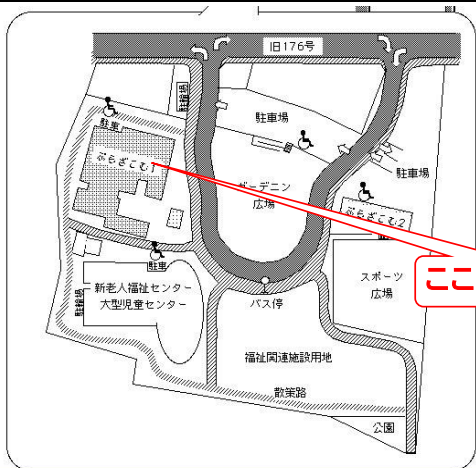 旧176号
駐輪場
駐車場
駐車
ぷらざこむ1
ガーデニン
広場
駐車場
ぷらざこむ2
ここ
駐車
スポーツ
広場
新老人福祉センター
大型児童センター
駐輪場
バス停
福祉関連施設用地
散策路
公園